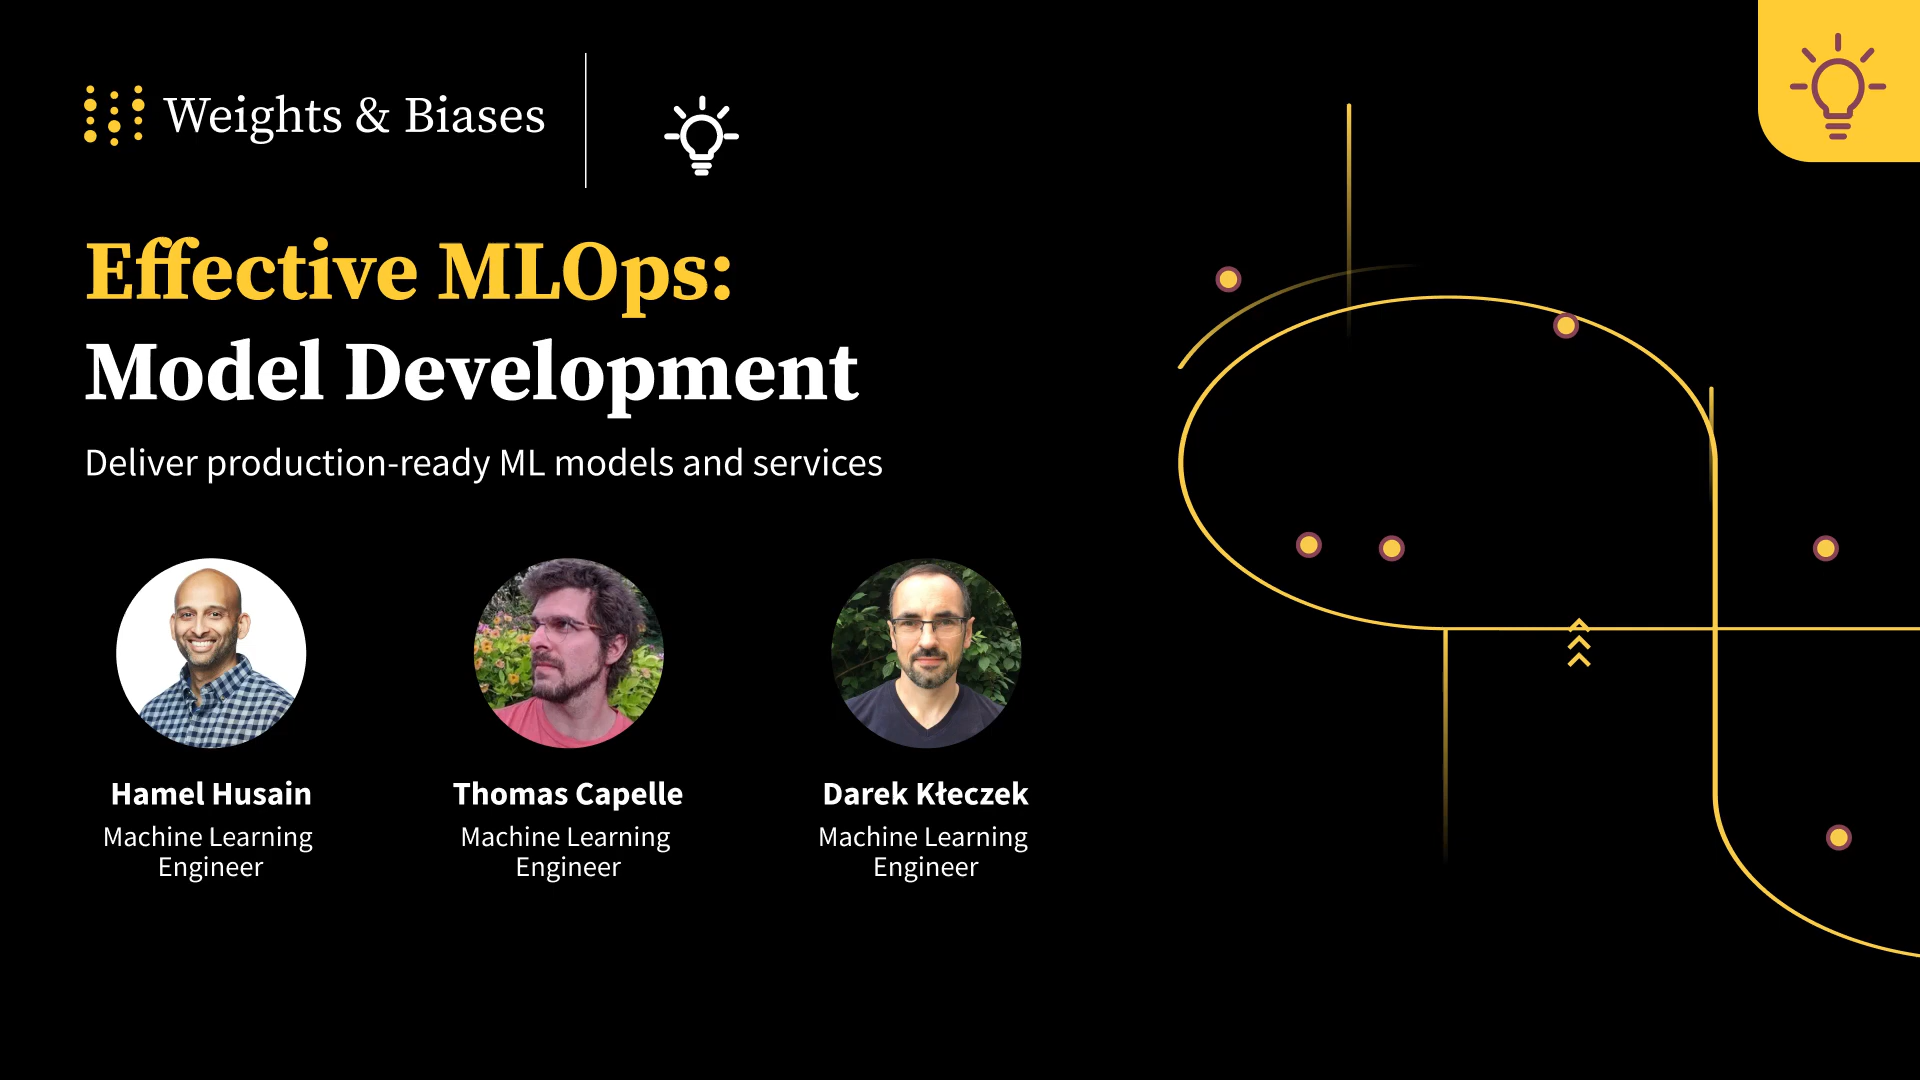 Weights & Biases
Effective MLOps:
Model Development
Deliver production-ready ML models and services
Hamel Husain
Machine Learning
Engineer
Thomas Capelle
Machine Learning
Engineer
Darek Kłeczek
Machine Learning
Engineer